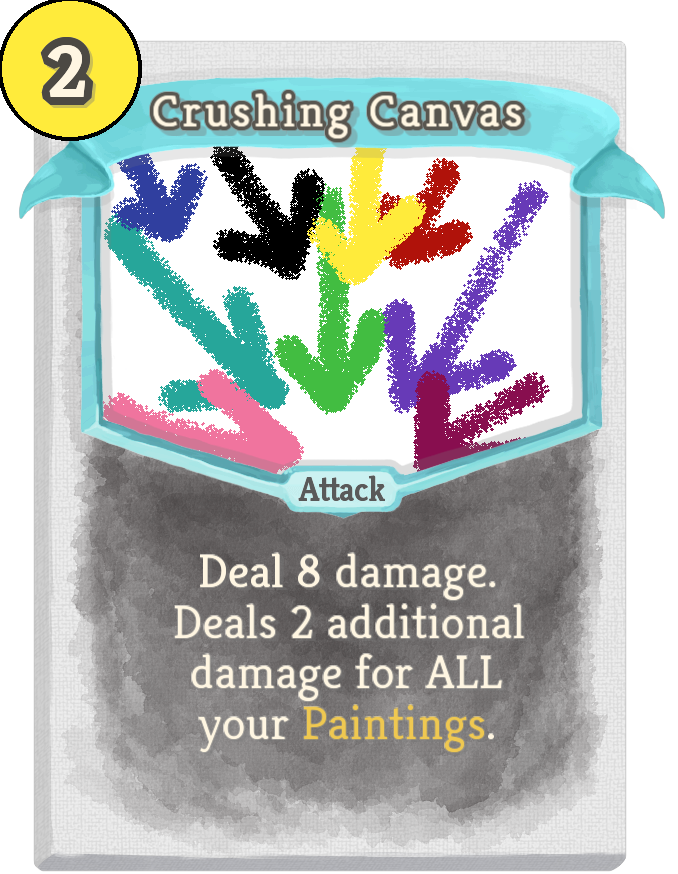 2
Crushing Canvas
Attack
Deal 8 damage.
Deals 2 additional
damage for ALL
your Paintings.